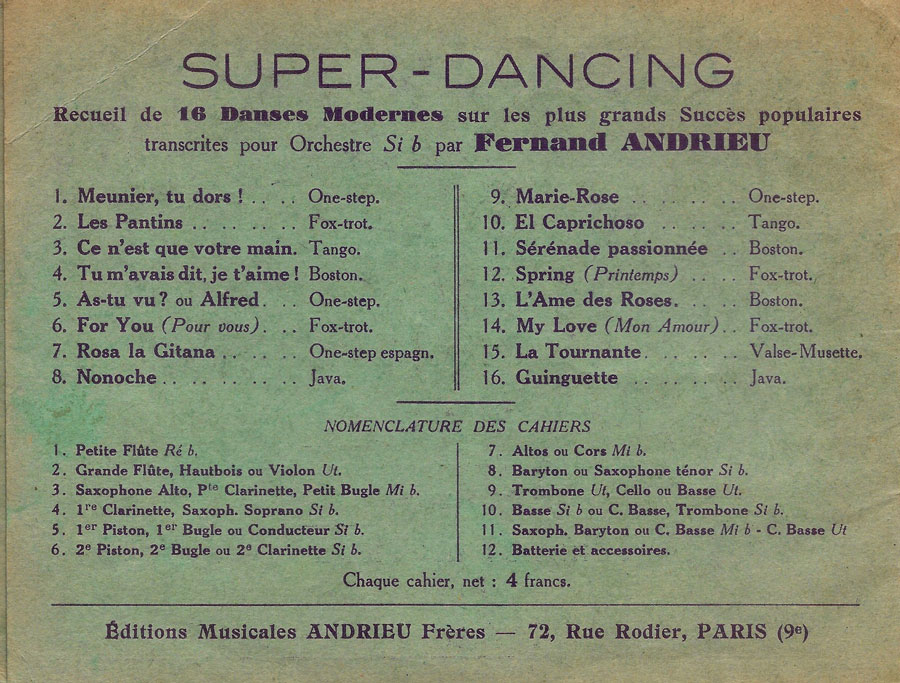 SUPER-DANCING
Recueil de 16 Danses Modernes sur les plus grands Succès populaires
transcrites pour Orchestre Si b par Fernand ANDRIEU
1. Meunier, tu dors ! . . . . One-step.
2. Les Pantins . . . . . . . . Fox-trot.
3. Ce n'est que votre main. Tango.
4. Tu m'avais dit, je t'aime ! Boston.
5. As-tu vu ? ou Alfred. . . . One-step.
6. For You (Pour vous). . . . Fox-trot.
7. Rosa la Gitana . . . . . . One-step espagn.
8. Nonoche . . . . . . . . . . Java.
9. Marie-Rose . . . . . . . . One-step.
10. El Caprichoso . . . . . . Tango.
11. Sérénade passionnée . . . Boston.
12. Spring (Printemps) . . . . Fox-trot.
13. L'Ame des Roses. . . . . Boston.
14. My Love (Mon Amour) . . Fox-trot.
15. La Tournante. . . . . . . Valse-Musette.
16. Guinguette . . . . . . . Java.
NOMENCLATURE DES CAHIERS
1. Petite Flûte Ré b.
2. Grande Flûte, Hautbois ou Violon Ut.
3. Saxophone Alto, Pte Clarinette, Petit Bugle Mi b.
4. 1re Clarinette, Saxoph. Soprano Si b.
5. 1er Piston, 1er Bugle ou Conducteur Si b.
6. 2e Piston, 2e Bugle ou 2e Clarinette Si b.
7. Altos ou Cors Mi b.
8. Baryton ou Saxophone ténor Si b.
9. Trombone Ut, Cello ou Basse Ut.
10. Basse Si b ou C. Basse, Trombone Si b.
11. Saxoph. Baryton ou C. Basse Mi b - C. Basse Ut
12. Batterie et accessoires.
Chaque cahier, net : 4 francs.
Éditions Musicales ANDRIEU Frères — 72, Rue Rodier, PARIS (9e)